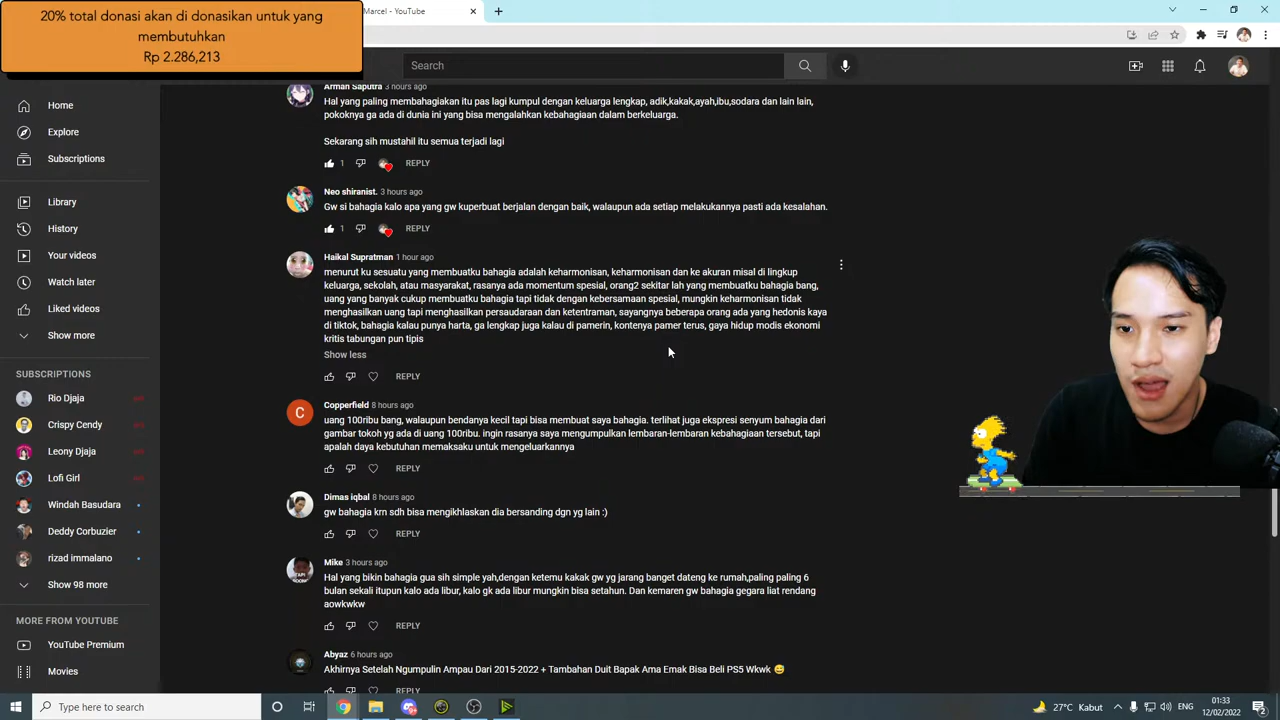 20% total donasi akan di donasikan untuk yang
membutuhkan
Rp 2.286,213
Marcel - YouTube
Search
Home
Explore
Subscriptions
Library
History
Your videos
Watch later
Liked videos
Show more
SUBSCRIPTIONS
Rio Djaja
Crispy Cendy
Leony Djaja
Lofi Girl
Windah Basudara
Deddy Corbuzier
rizad immalano
Show 98 more
MORE FROM YOUTUBE
YouTube Premium
Movies
Arman Saputra 3 hours ago
Hal yang paling membahagiakan itu pas lagi kumpul dengan keluarga lengkap, adik,kakak,ayah,ibu,sodara dan lain lain,
pokoknya ga ada di dunia ini yang bisa mengalahkan kebahagiaan dalam berkeluarga.
Sekarang sih mustahil itu semua terjadi lagi
1 REPLY
Neo shiranist. 3 hours ago
Gw si bahagia kalo apa yang gw kuperbuat berjalan dengan baik, walaupun ada setiap melakukannya pasti ada kesalahan.
1 REPLY
Haikal Supratman 1 hour ago
menurut ku sesuatu yang membuatku bahagia adalah keharmonisan, keharmonisan dan ke akuran misal di lingkup
keluarga, sekolah, atau masyarakat, rasanya ada momentum spesial, orang2 sekitar lah yang membuatku bahagia bang,
uang yang banyak cukup membuatku bahagia tapi tidak dengan kebersamaan spesial, mungkin keharmonisan tidak
menghasilkan uang tapi menghasilkan persaudaraan dan ketentraman, sayangnya beberapa orang ada yang hedonis kaya
di tiktok, bahagia kalau punya harta, ga lengkap juga kalau di pamerin, kontenya pamer terus, gaya hidup modis ekonomi
kritis tabungan pun tipis
Show less
REPLY
C
Copperfield 8 hours ago
uang 100ribu bang, walaupun bendanya kecil tapi bisa membuat saya bahagia. terlihat juga ekspresi senyum bahagia dari
gambar tokoh yg ada di uang 100ribu. ingin rasanya saya mengumpulkan lembaran-lembaran kebahagiaan tersebut, tapi
apalah daya kebutuhan memaksaku untuk mengeluarkannya
REPLY
Dimas iqbal 8 hours ago
gw bahagia krn sdh bisa mengikhlaskan dia bersanding dgn yg lain :)
REPLY
Mike 3 hours ago
Hal yang bikin bahagia gua sih simple yah,dengan ketemu kakak gw yg jarang banget dateng ke rumah,paling paling 6
bulan sekali itupun kalo ada libur, kalo gk ada libur mungkin bisa setahun. Dan kemaren gw bahagia gegara liat rendang
aowkwkw
REPLY
Abyaz 6 hours ago
Akhirnya Setelah Ngumpulin Ampau Dari 2015-2022 + Tambahan Duit Bapak Ama Emak Bisa Beli PS5 Wkwk 😅
REPLY
Type here to search
27°C Kabut
ENG
01:33
12/02/2022
2